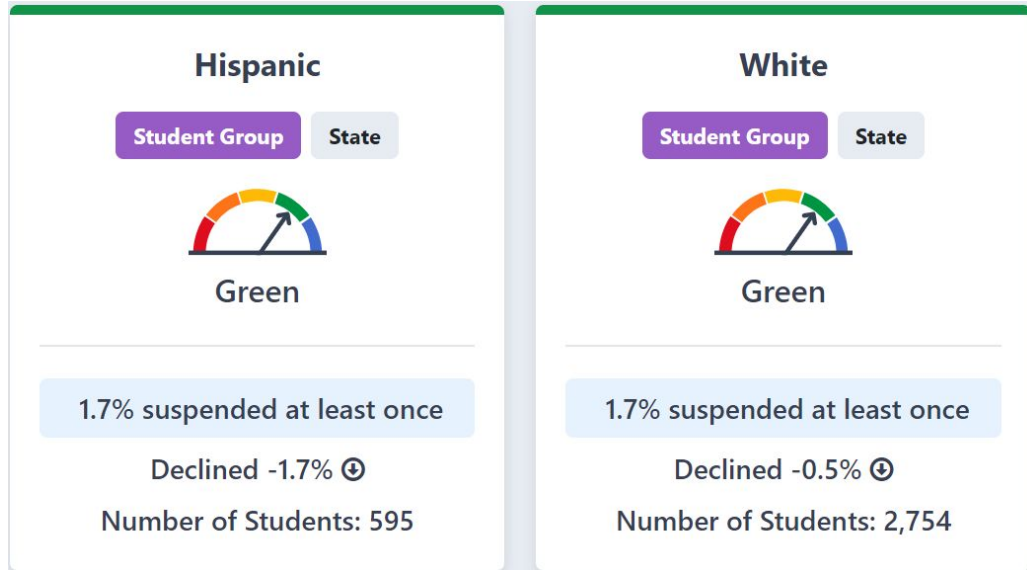 Hispanic
Student Group State
Green
1.7% suspended at least once
Declined -1.7%
Number of Students: 595
White
Student Group State
Green
1.7% suspended at least once
Declined -0.5%
Number of Students: 2,754